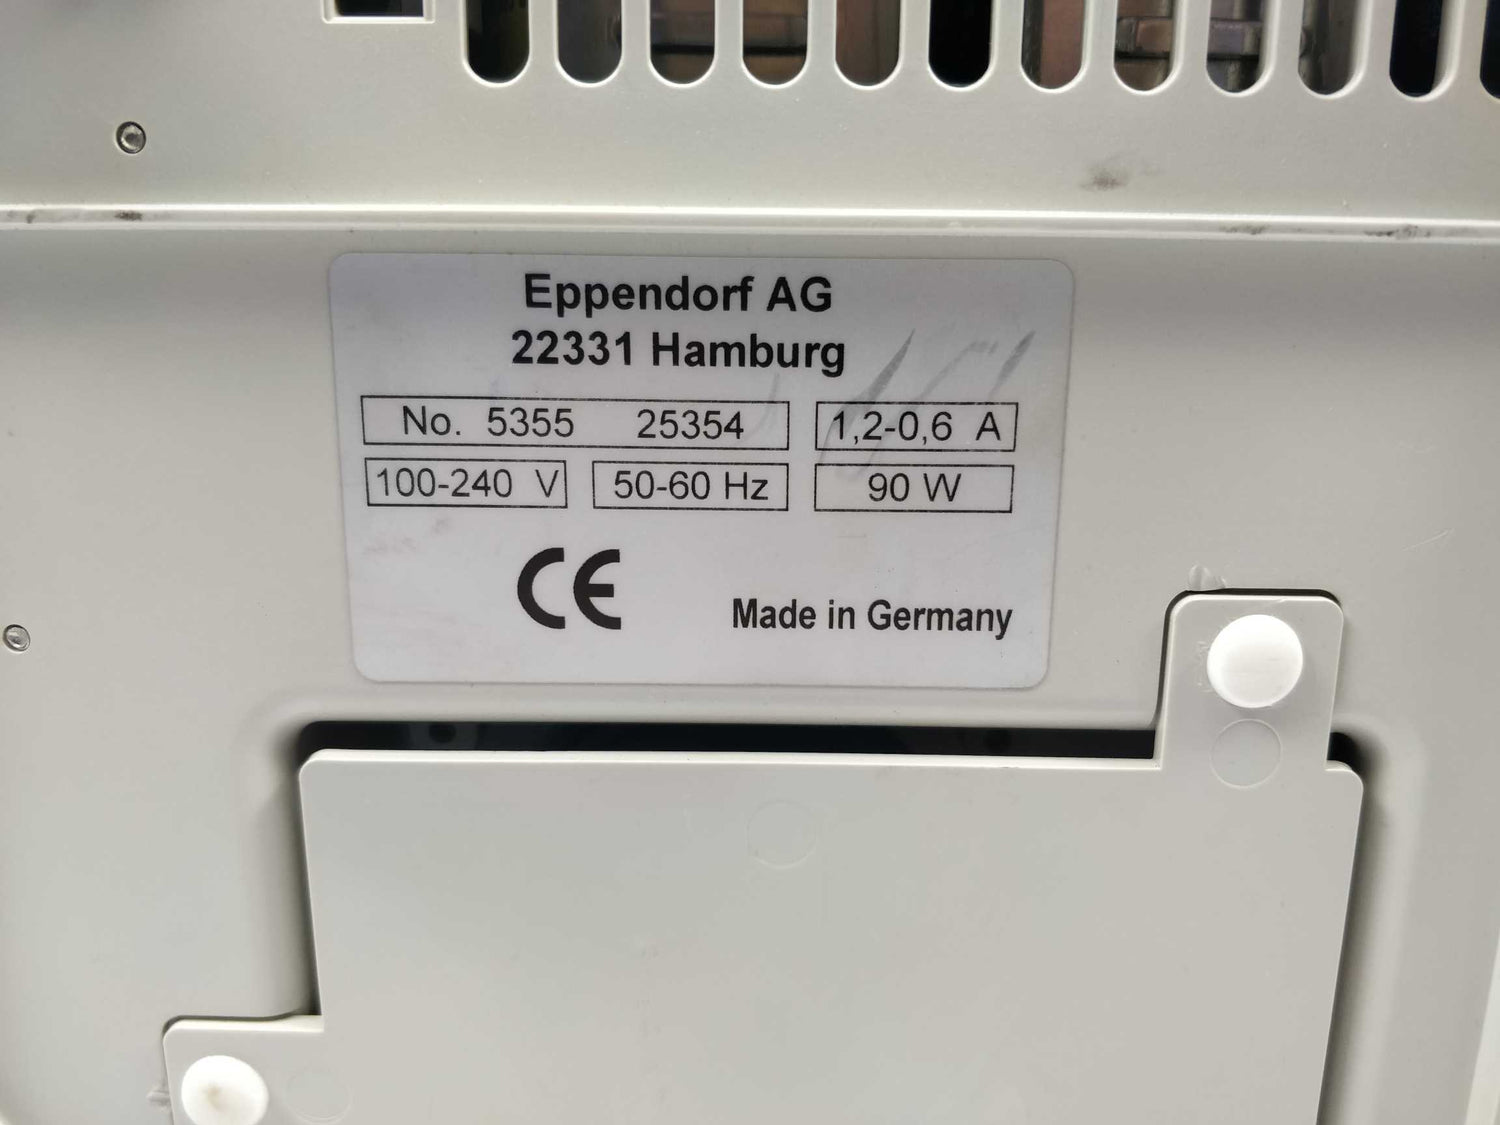 Eppendorf AG
22331 Hamburg
No. 5355 25354 1,2-0,6 A
100-240 V 50-60 Hz 90 W
CE Made in Germany